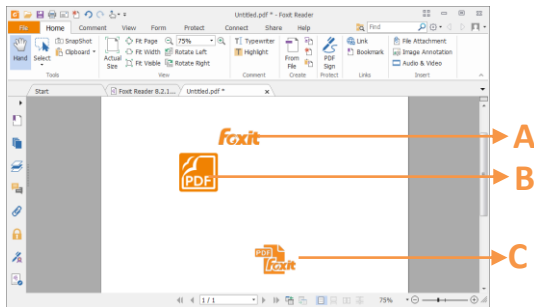 Untitled.pdf * - Foxit Reader
File Home Comment View Form Protect Connect Share Help Find
Hand Select SnapShot Clipboard Actual Size Fit Page Fit Width Fit Visible 75% Rotate Left Rotate Right Typewriter Highlight From File PDF Sign Link Bookmark File Attachment Image Annotation Audio & Video
Tools View Comment Create Protect Links Insert
Start Foxit Reader 8.2.1... Untitled.pdf *
foxit A
PDF B
PDF foxit C
1 / 1 75%